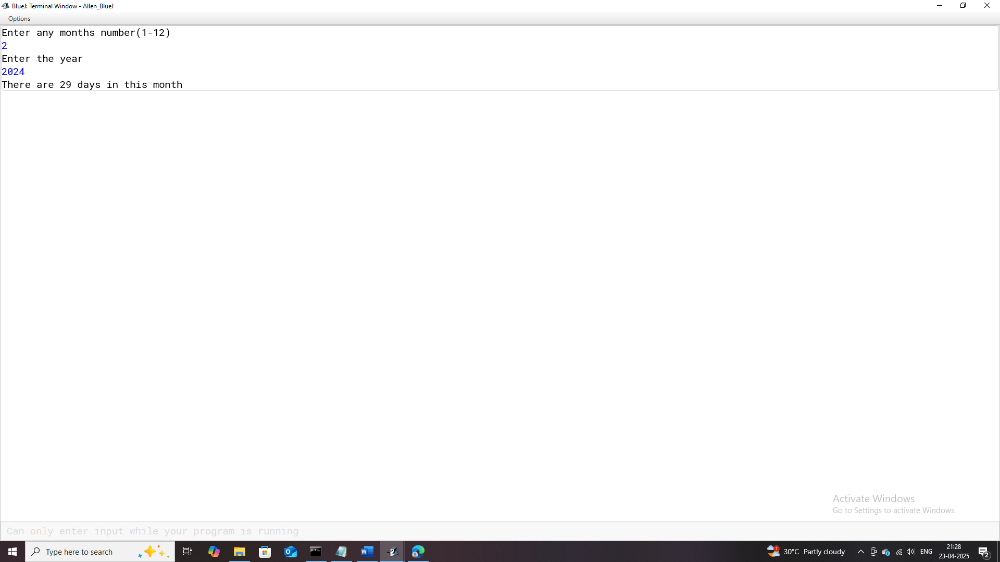 BlueJ: Terminal Window - Allen_BlueJ
Options
Enter any months number(1-12)
2
Enter the year
2024
There are 29 days in this month
Activate Windows
Go to Settings to activate Windows.
Can only enter input while your program is running
Type here to search
1
30°C Partly cloudy
ENG
21:28
23-04-2025
2